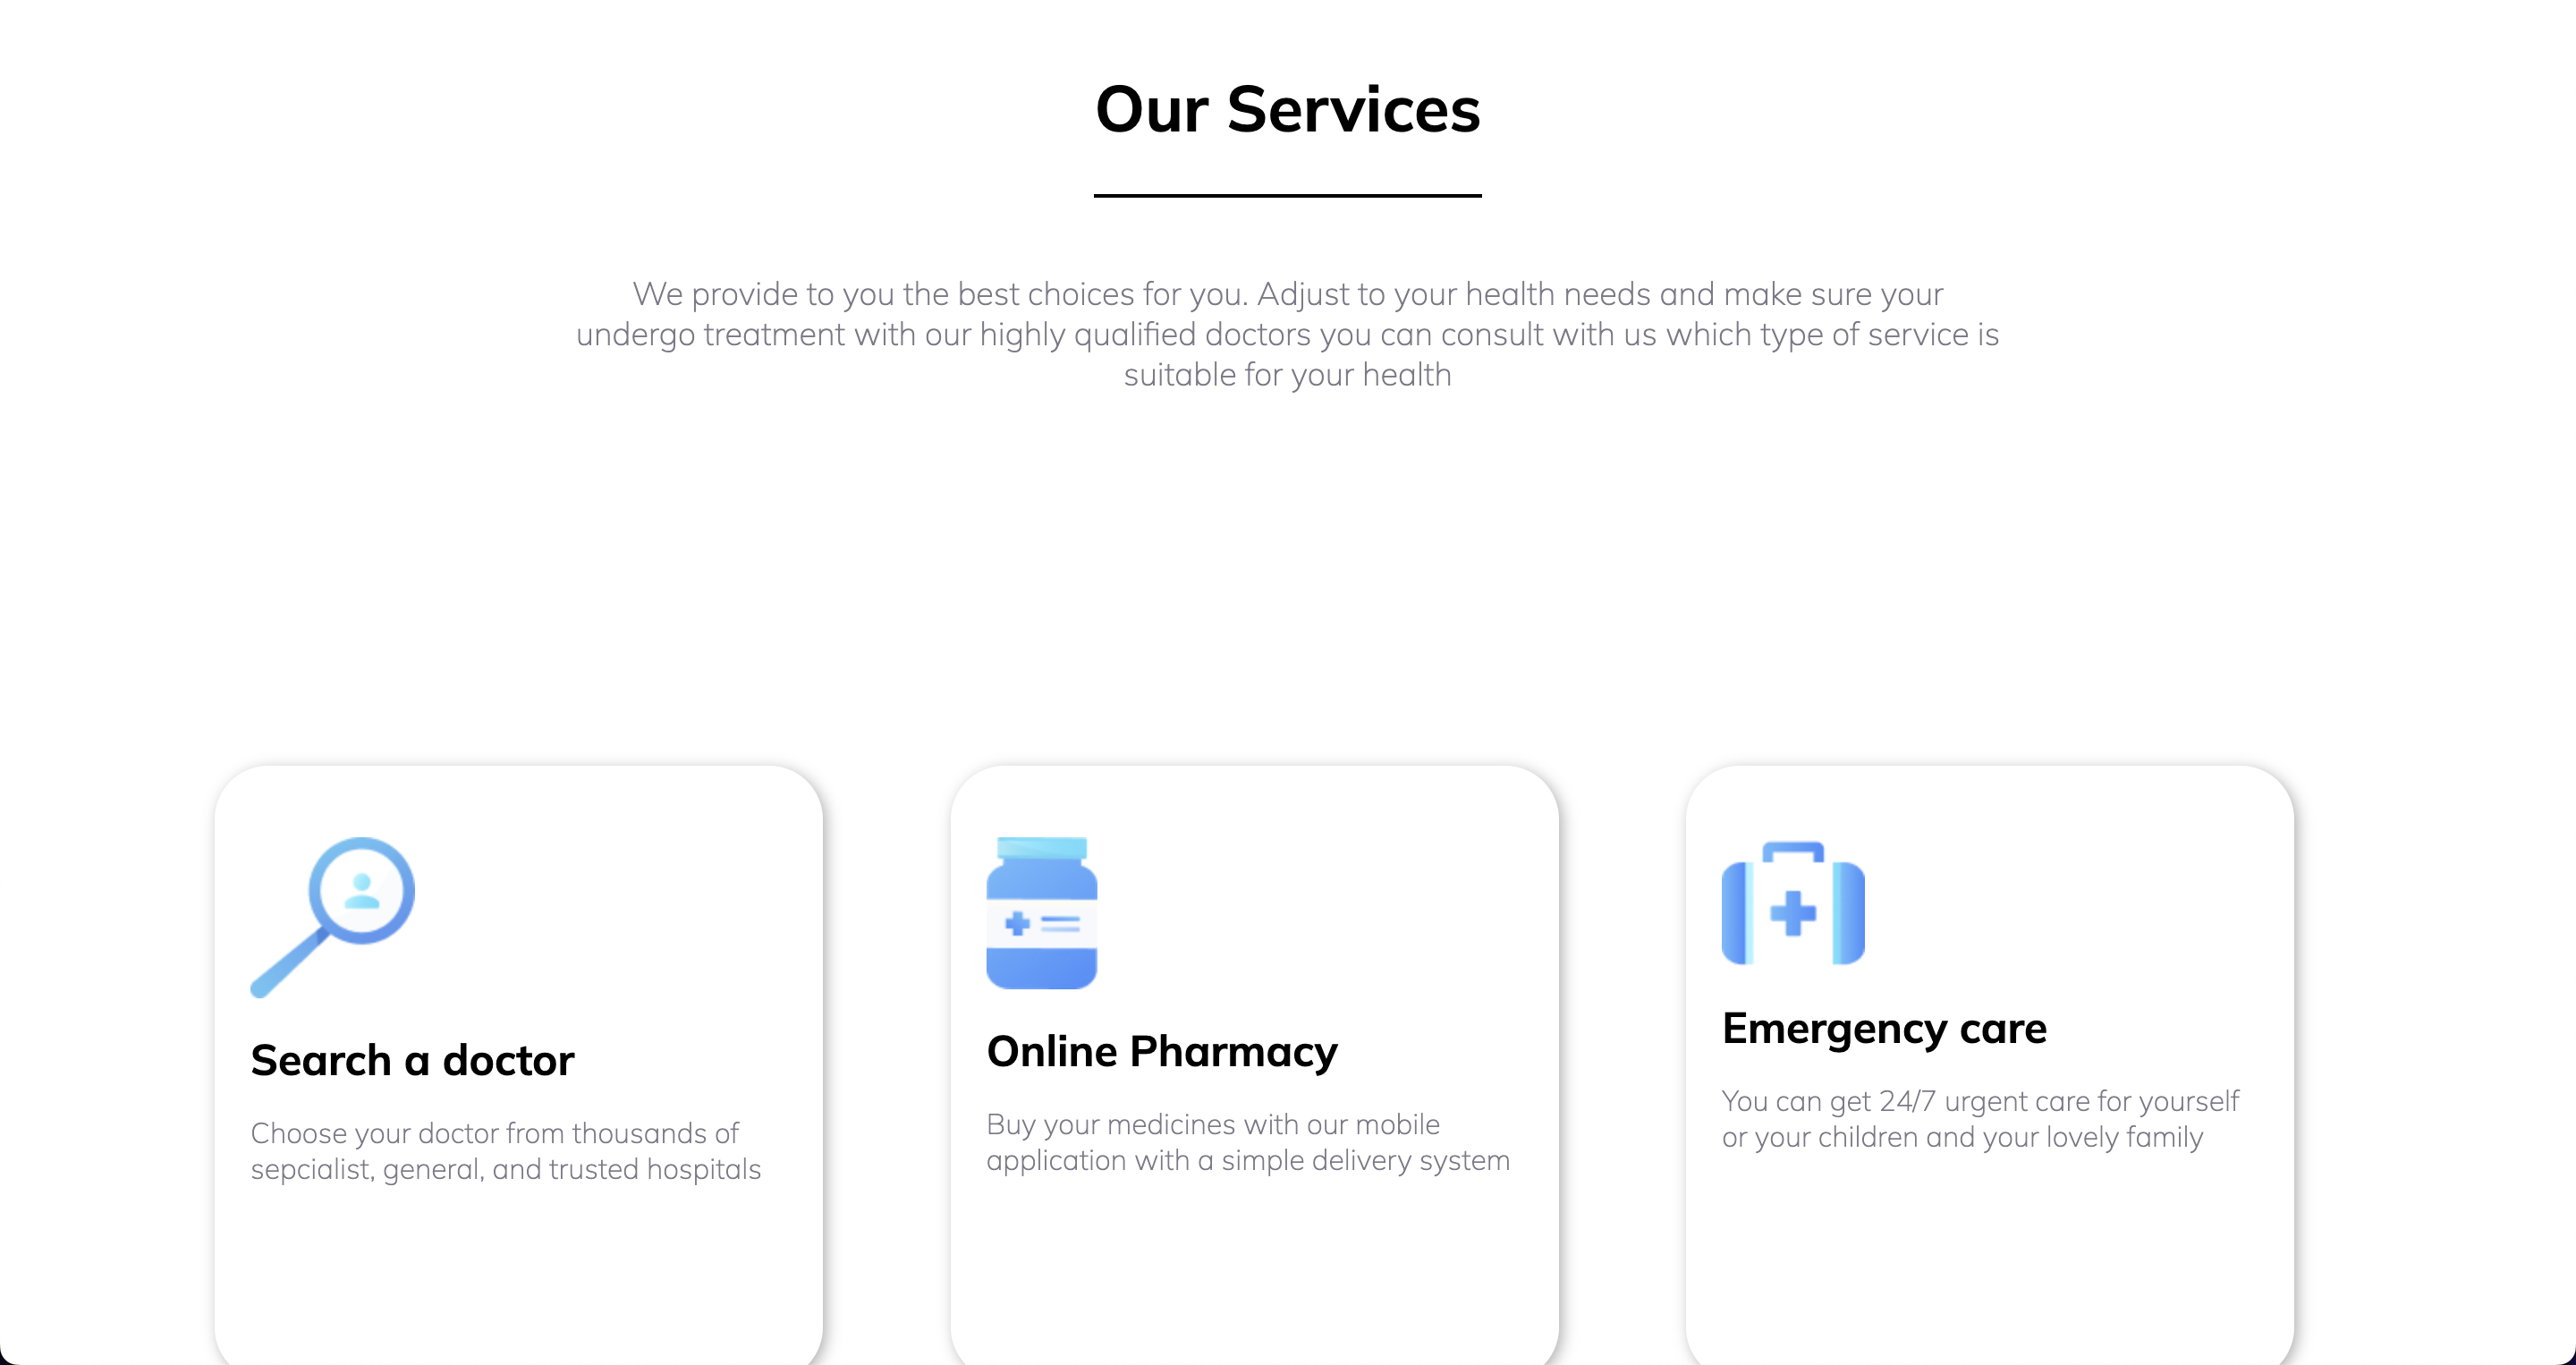 Our Services
We provide to you the best choices for you. Adjust to your health needs and make sure your
undergo treatment with our highly qualified doctors you can consult with us which type of service is
suitable for your health
Search a doctor
Choose your doctor from thousands of
sepcialist, general, and trusted hospitals
Online Pharmacy
Buy your medicines with our mobile
application with a simple delivery system
Emergency care
You can get 24/7 urgent care for yourself
or your children and your lovely family